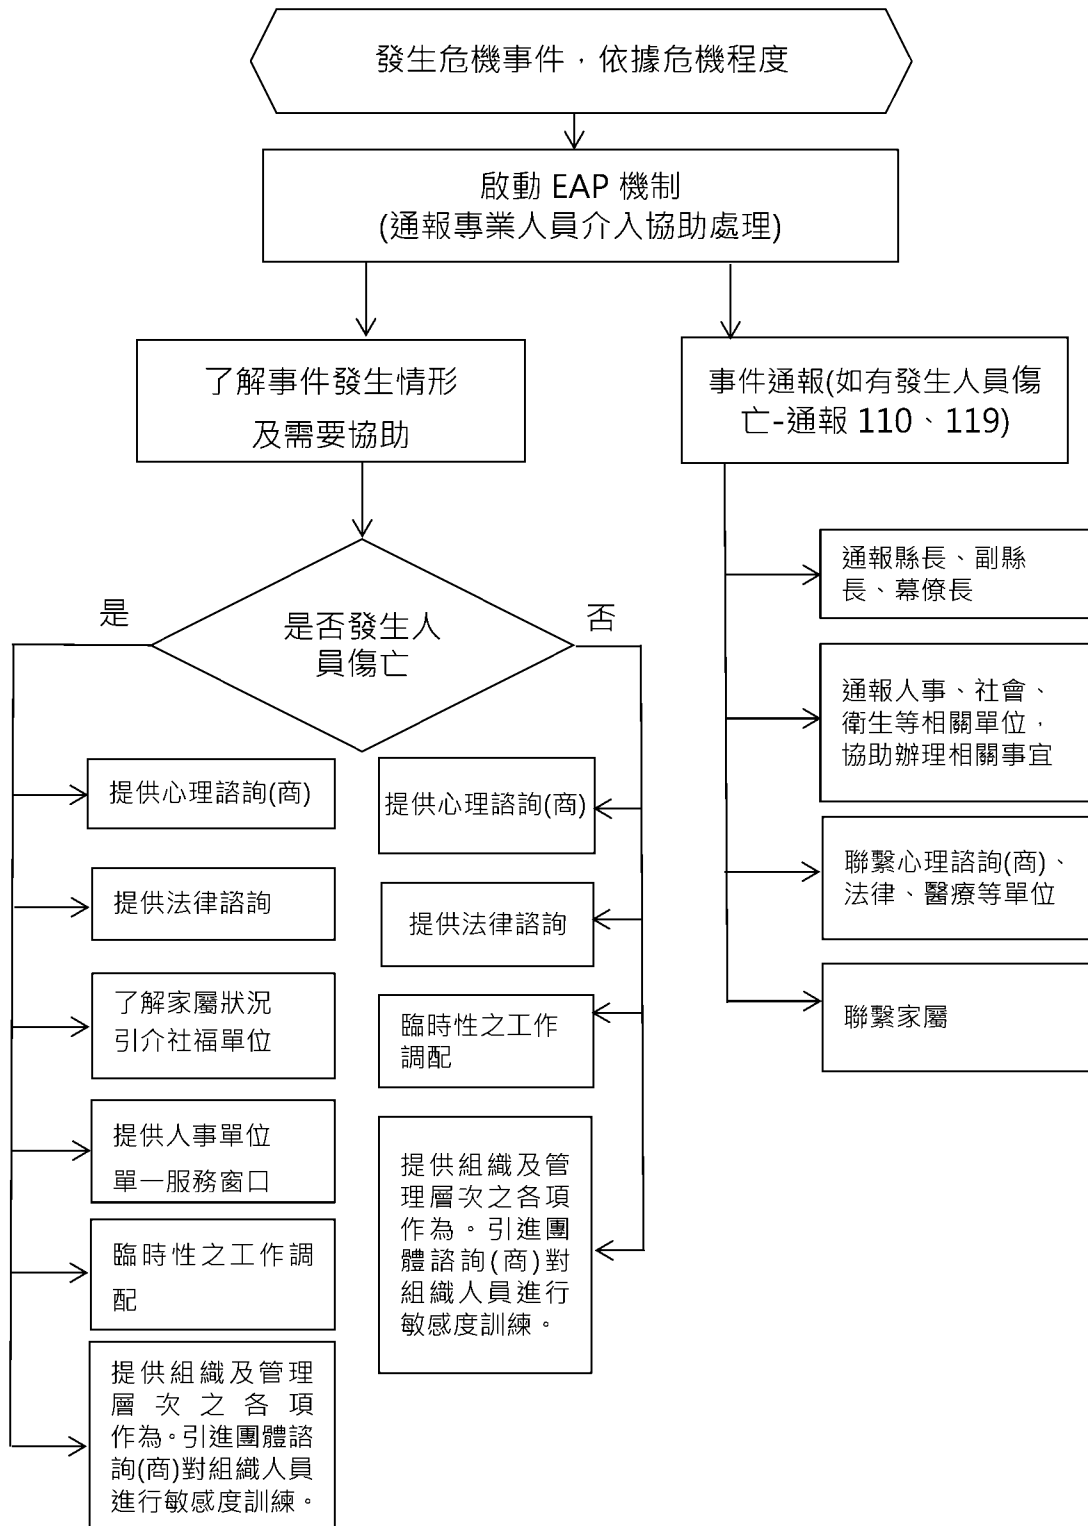 發生危機事件，依據危機程度
啟動 EAP 機制
(通報專業人員介入協助處理)
了解事件發生情形
及需要協助
事件通報(如有發生人員傷
亡-通報 110、119)
是
是否發生人
員傷亡
否
提供心理諮詢(商)
提供法律諮詢
了解家屬狀況
引介社福單位
提供人事單位
單一服務窗口
臨時性之工作調
配
提供組織及管理
層次之各項
作為。引進團體諮
詢(商)對組織人員
進行敏感度訓練。
提供心理諮詢(商)
提供法律諮詢
臨時性之工作
調配
提供組織及管
理層次之各項
作為。引進團
體諮詢(商)對
組織人員進行
敏感度訓練。
通報縣長、副縣
長、幕僚長
通報人事、社會、
衛生等相關單位，
協助辦理相關事宜
聯繫心理諮詢(商)、
法律、醫療等單位
聯繫家屬